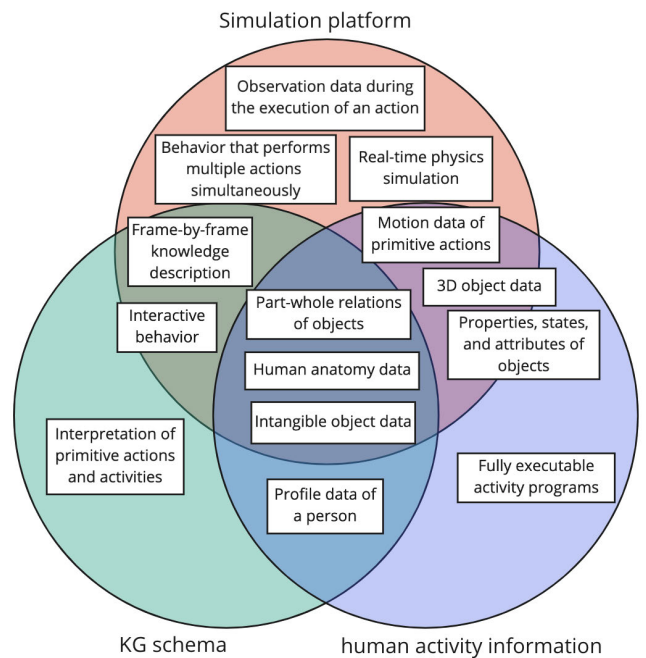 Simulation platform
Observation data during
the execution of an action
Behavior that performs
multiple actions
simultaneously
Real-time physics
simulation
Frame-by-frame
knowledge
description
Motion data of
primitive actions
3D object data
Part-whole relations
of objects
Interactive
behavior
Properties, states,
and attributes of
objects
Human anatomy data
Intangible object data
Interpretation of
primitive actions
and activities
Fully executable
activity programs
Profile data of
a person
KG schema
human activity information